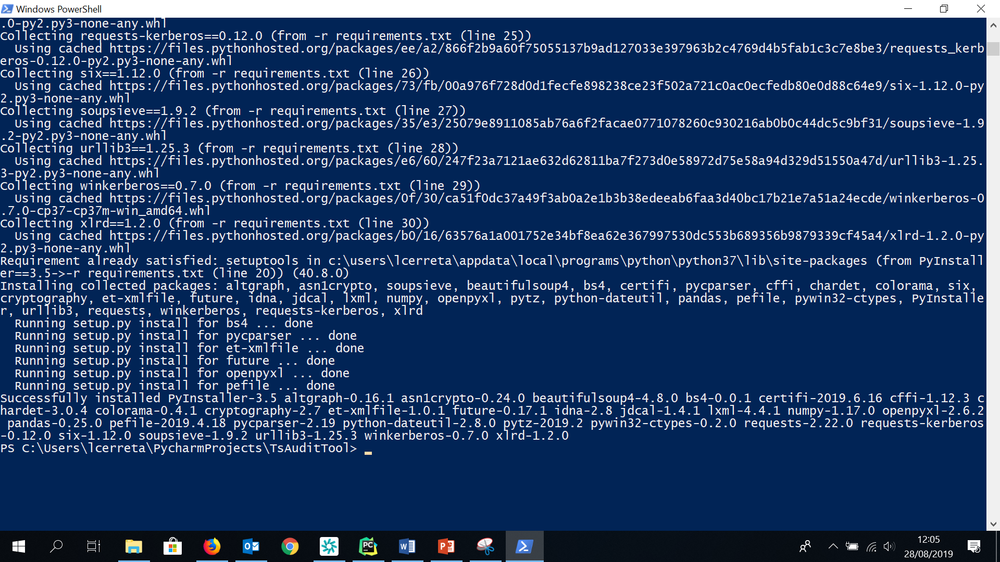 Windows PowerShell
.0-py2.py3-none-any.whl
Collecting requests-kerberos==0.12.0 (from -r requirements.txt (line 25))
  Using cached https://files.pythonhosted.org/packages/ee/a2/866f2b9a60f75055137b9ad127033e397963b2c4769d4b5fab1c3c7e8be3/requests_kerb
eros-0.12.0-py2.py3-none-any.whl
Collecting six==1.12.0 (from -r requirements.txt (line 26))
  Using cached https://files.pythonhosted.org/packages/73/fb/00a976f728d0d1fecfe898238ce23f502a721c0ac0ecfedb80e0d88c64e9/six-1.12.0-py
2.py3-none-any.whl
Collecting soupsieve==1.9.2 (from -r requirements.txt (line 27))
  Using cached https://files.pythonhosted.org/packages/35/e3/25079e8911085ab76a6f2facae0771078260c930216ab0b0c44dc5c9bf31/soupsieve-1.9
.2-py2.py3-none-any.whl
Collecting urllib3==1.25.3 (from -r requirements.txt (line 28))
  Using cached https://files.pythonhosted.org/packages/e6/60/247f23a7121ae632d62811ba7f273d0e58972d75e58a94d329d51550a47d/urllib3-1.25.
3-py2.py3-none-any.whl
Collecting winkerberos==0.7.0 (from -r requirements.txt (line 29))
  Using cached https://files.pythonhosted.org/packages/0f/30/ca51f0dc37a49f3ab0a2e1b3b38edeeab6faa3d40bc17b21e7a51a24ecde/winkerberos-0
.7.0-cp37-cp37m-win_amd64.whl
Collecting xlrd==1.2.0 (from -r requirements.txt (line 30))
  Using cached https://files.pythonhosted.org/packages/b0/16/63576a1a001752e34bf8ea62e367997530dc553b689356b9879339cf45a4/xlrd-1.2.0-py
2.py3-none-any.whl
Requirement already satisfied: setuptools in c:\users\lcerreta\appdata\local\programs\python\python37\lib\site-packages (from PyInstall
er==3.5->-r requirements.txt (line 20)) (40.8.0)
Installing collected packages: altgraph, asn1crypto, soupsieve, beautifulsoup4, bs4, certifi, pycparser, cffi, chardet, colorama, six,
cryptography, et-xmlfile, future, idna, jdcal, lxml, numpy, openpyxl, pytz, python-dateutil, pandas, pefile, pywin32-ctypes, PyInstalle
r, urllib3, requests, winkerberos, requests-kerberos, xlrd
  Running setup.py install for bs4 ... done
  Running setup.py install for pycparser ... done
  Running setup.py install for et-xmlfile ... done
  Running setup.py install for future ... done
  Running setup.py install for openpyxl ... done
  Running setup.py install for pefile ... done
Successfully installed PyInstaller-3.5 altgraph-0.16.1 asn1crypto-0.24.0 beautifulsoup4-4.8.0 bs4-0.0.1 certifi-2019.6.16 cffi-1.12.3 c
hardet-3.0.4 colorama-0.4.1 cryptography-2.7 et-xmlfile-1.0.1 future-0.17.1 idna-2.8 jdcal-1.4.1 lxml-4.4.1 numpy-1.17.0 openpyxl-2.6.2
 pandas-0.25.0 pefile-2019.4.18 pycparser-2.19 python-dateutil-2.8.0 pytz-2019.2 pywin32-ctypes-0.2.0 requests-2.22.0 requests-kerberos
-0.12.0 six-1.12.0 soupsieve-1.9.2 urllib3-1.25.3 winkerberos-0.7.0 xlrd-1.2.0
PS C:\Users\lcerreta\PycharmProjects\TsAuditTool>
12:05
28/08/2019